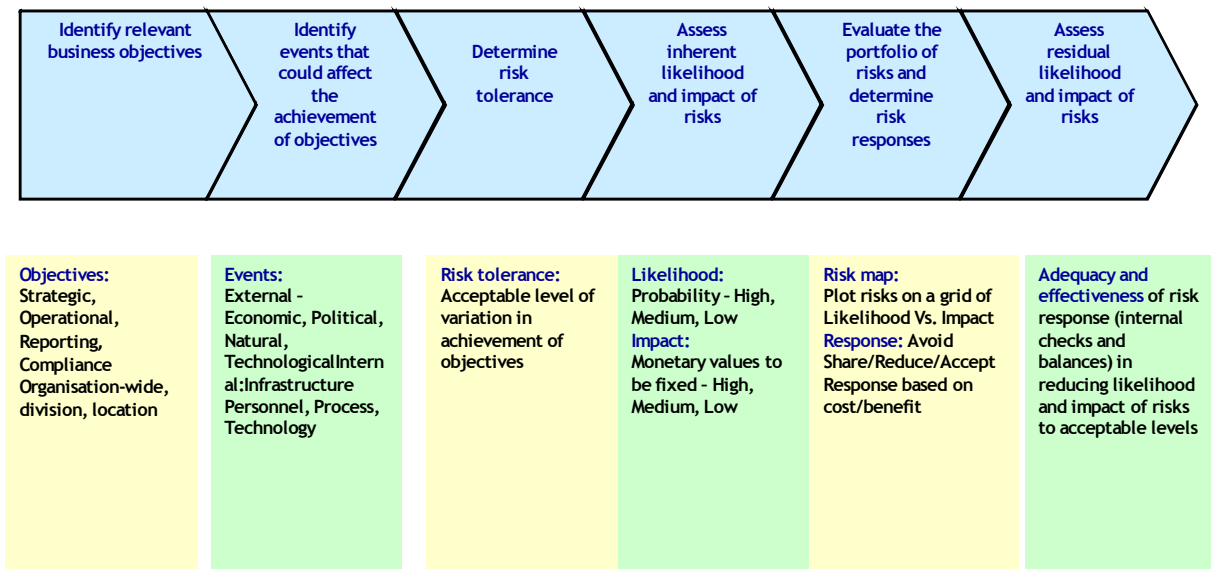 Identify relevant
business objectives
Identify
events that
could affect
the
achievement
of objectives
Determine
risk
tolerance
Assess
inherent
likelihood
and impact of
risks
Evaluate the
portfolio of
risks and
determine
risk
responses
Assess
residual
likelihood
and impact of
risks
Objectives:
Strategic,
Operational,
Reporting,
Compliance
Organisation-wide,
division, location
Events:
External –
Economic, Political,
Natural,
TechnologicalIntern
al:Infrastructure
Personnel, Process,
Technology
Risk tolerance:
Acceptable level of
variation in
achievement of
objectives
Likelihood:
Probability – High,
Medium, Low
Impact:
Monetary values to
be fixed – High,
Medium, Low
Risk map:
Plot risks on a grid of
Likelihood Vs. Impact
Response: Avoid
Share/Reduce/Accept
Response based on
cost/benefit
Adequacy and
effectiveness of risk
response (internal
checks and
balances) in
reducing likelihood
and impact of risks
to acceptable levels